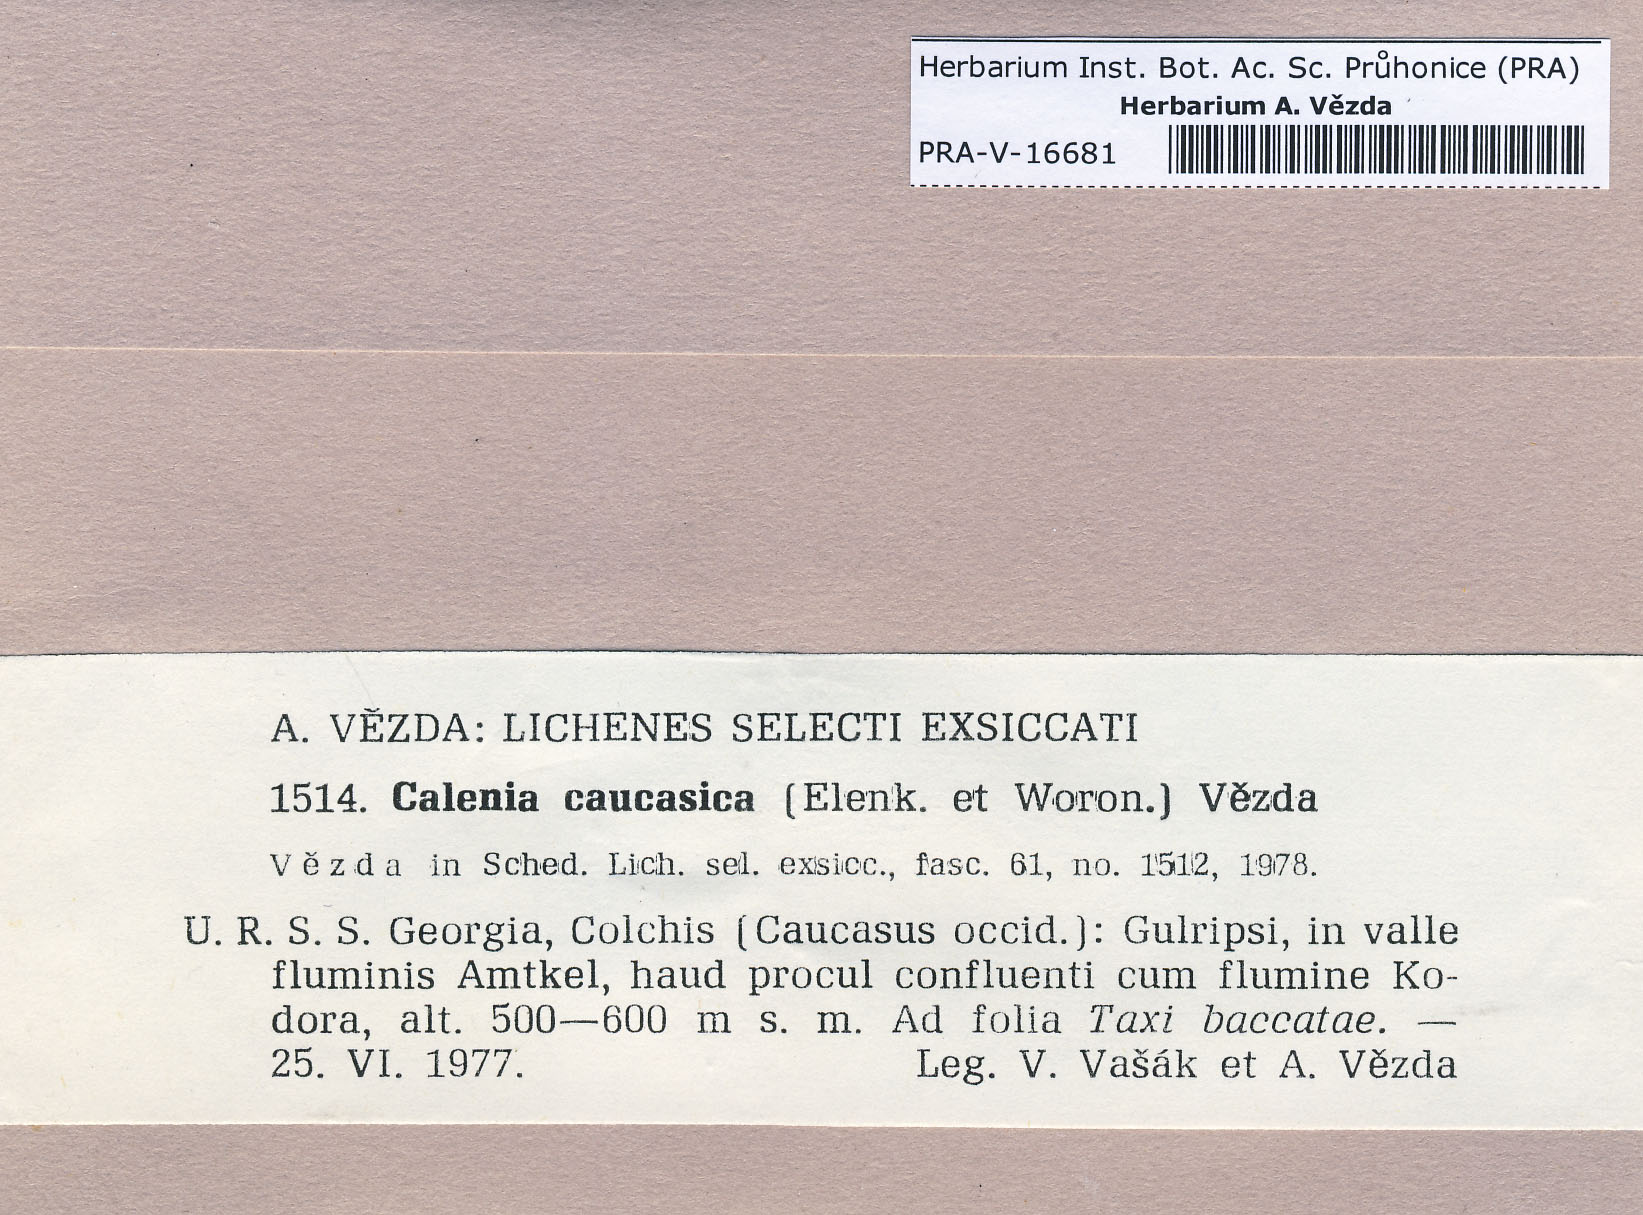 Herbarium Inst. Bot. Ac. Sc. Průhonice (PRA)
Herbarium A. Vězda
PRA-V-16681
A. VĚZDA: LICHENES SELECTI EXSICCATI
1514. Calenia caucasica (Elenk. et Woron.) Vězda
Vězda in Sched. Lich. sel. exsicc., fasc. 61, no. 1512, 1978.
U. R. S. S. Georgia, Colchis (Caucasus occid.): Gulripsi, in valle
fluminis Amtkel, haud procul confluenti cum flumine Ko-
dora, alt. 500—600 m s. m. Ad folia Taxi baccatae. —
25. VI. 1977. Leg. V. Vašák et A. Vězda